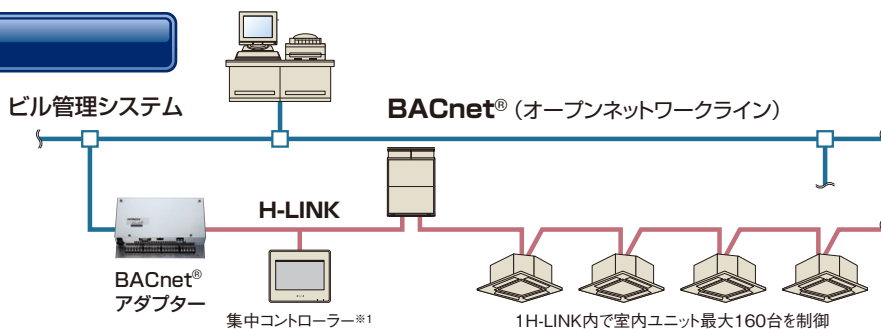 ビル管理システム
BACnet®（オープンネットワークライン）
H-LINK
BACnet®
アダプター
集中コントローラー※1
1H-LINK内で室内ユニット最大160台を制御